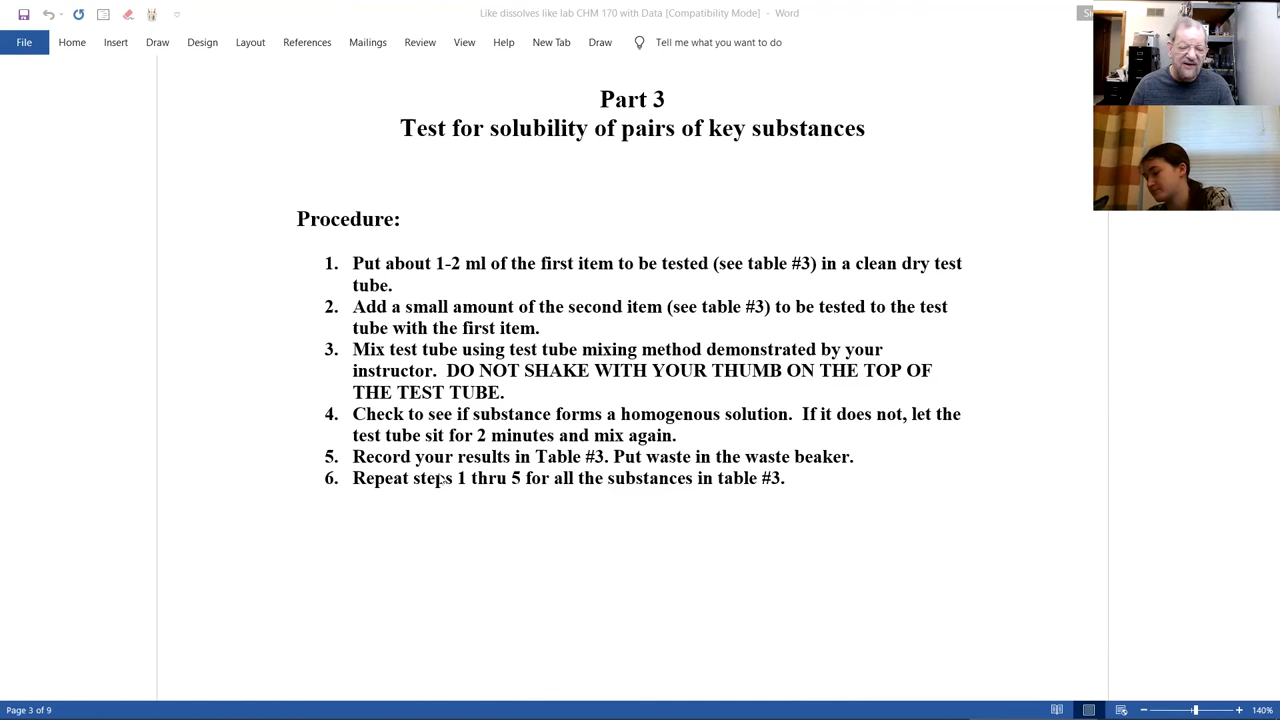 Like dissolves like lab CHM 170 with Data [Compatibility Mode] - Word
File Home Insert Draw Design Layout References Mailings Review View Help New Tab Draw Tell me what you want to do
Part 3
Test for solubility of pairs of key substances
Procedure:
1. Put about 1-2 ml of the first item to be tested (see table #3) in a clean dry test
tube.
2. Add a small amount of the second item (see table #3) to be tested to the test
tube with the first item.
3. Mix test tube using test tube mixing method demonstrated by your
instructor. DO NOT SHAKE WITH YOUR THUMB ON THE TOP OF
THE TEST TUBE.
4. Check to see if substance forms a homogenous solution. If it does not, let the
test tube sit for 2 minutes and mix again.
5. Record your results in Table #3. Put waste in the waste beaker.
6. Repeat steps 1 thru 5 for all the substances in table #3.
Page 3 of 9
140%